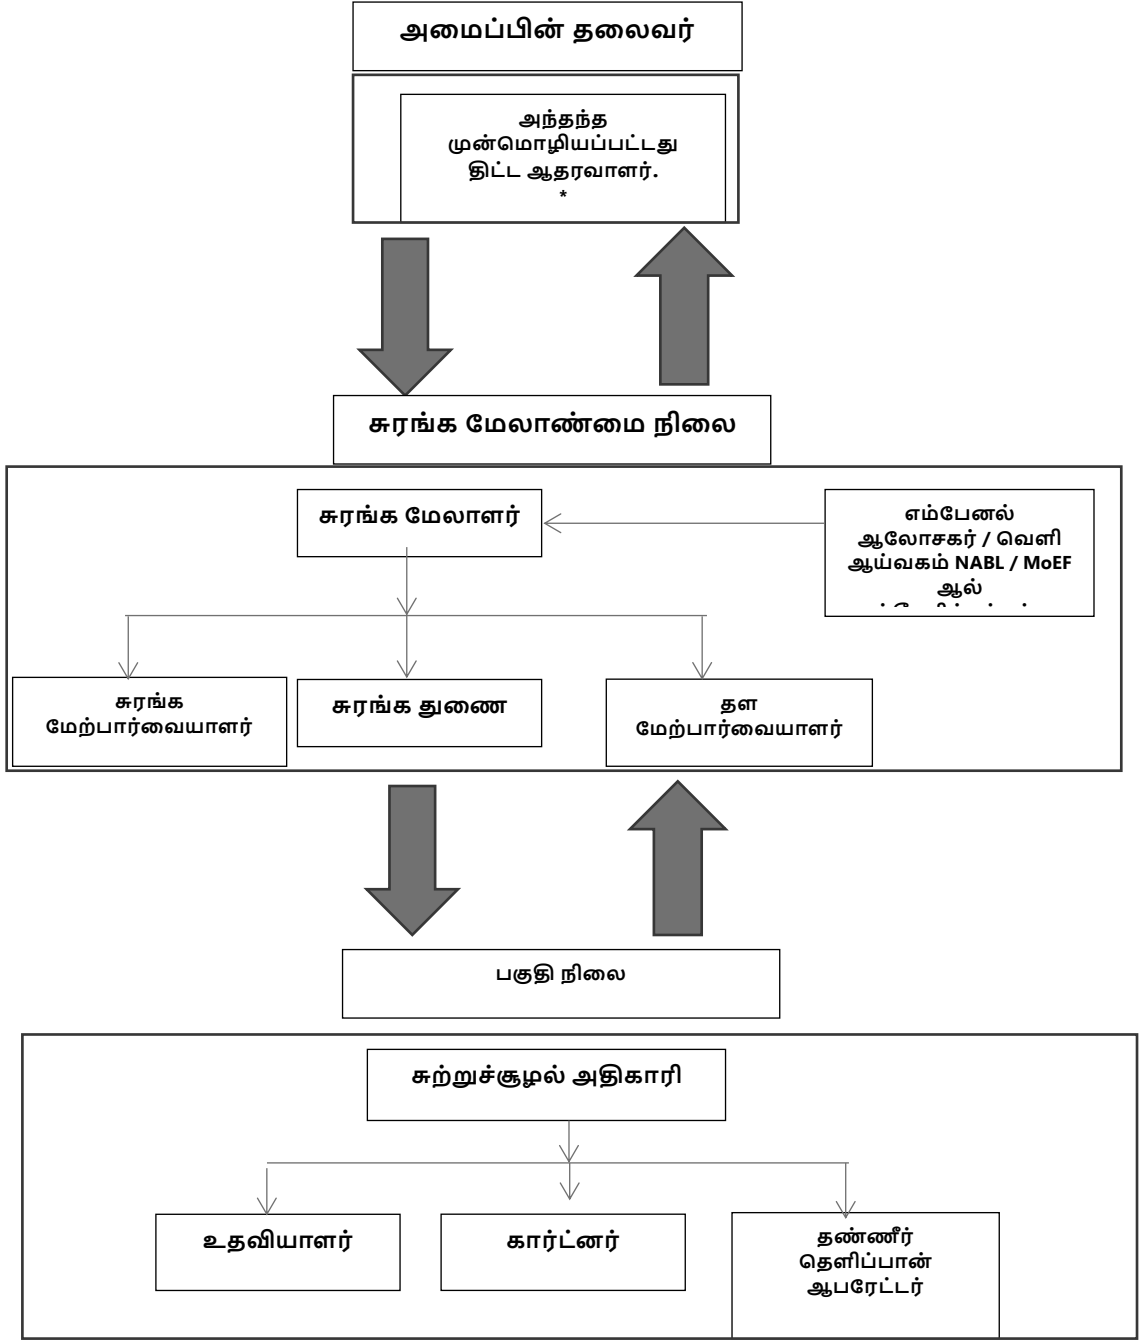 அமைப்பின் தலைவர்
அந்தந்த
முன்மொழியப்பட்டது
திட்ட ஆதரவாளர்.
*
சுரங்க மேலாண்மை நிலை
சுரங்க மேலாளர்
எம்பேனல்
ஆலோசகர் / வெளி
ஆய்வகம் NABL / MoEF
ஆல்
சுரங்க
மேற்பார்வையாளர்
சுரங்க துணை
தள
மேற்பார்வையாளர்
பகுதி நிலை
சுற்றுச்சூழல் அதிகாரி
உதவியாளர்
கார்ட்னர்
தண்ணீர்
தெளிப்பான்
ஆபரேட்டர்